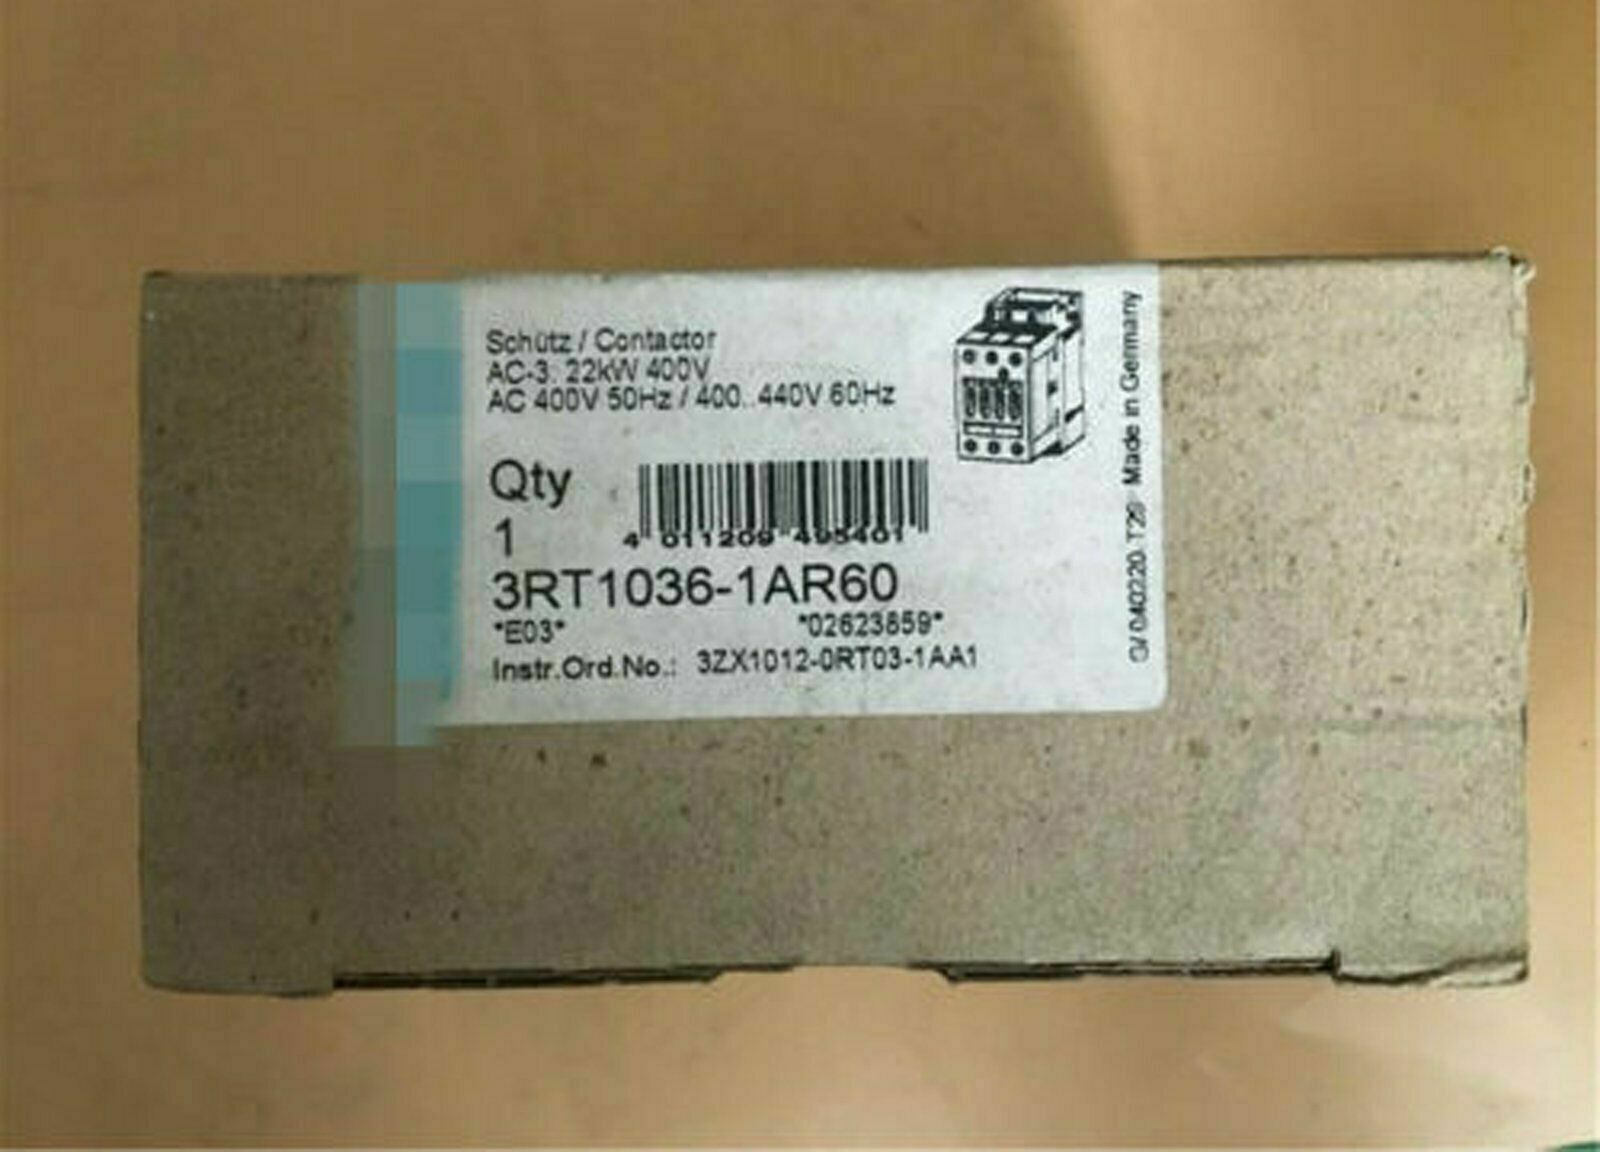 Schütz / Contactor
AC-3, 22kW 400V
AC 400V 50Hz / 400..440V 60Hz
Qty
1
4 011209 495401
3RT1036-1AR60
*E03* *02623859*
Instr.Ord.No.: 3ZX1012-0RT03-1AA1
G/040220 Made in Germany